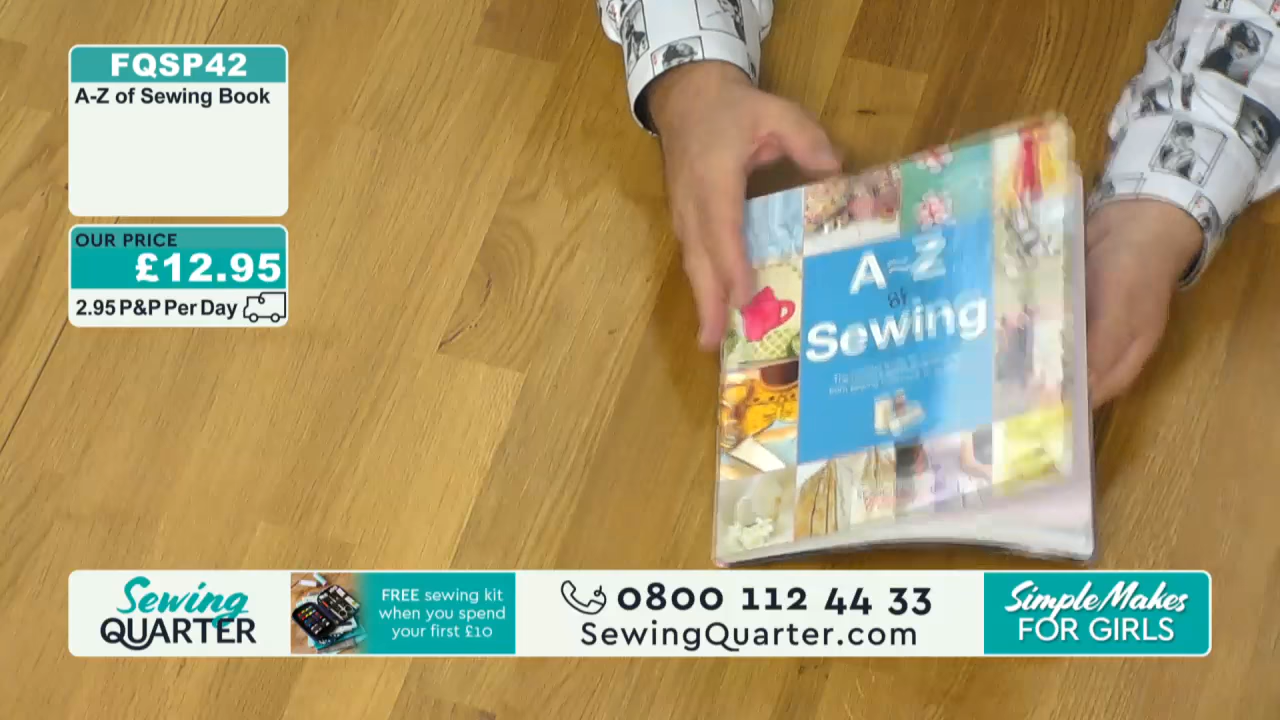 FQSP42
A-Z of Sewing Book
OUR PRICE
£12.95
2.95 P&P Per Day
A-Z
of
Sewing
Sewing
QUARTER
FREE sewing kit
when you spend
your first £10
0800 112 44 33
SewingQuarter.com
Simple Makes
FOR GIRLS